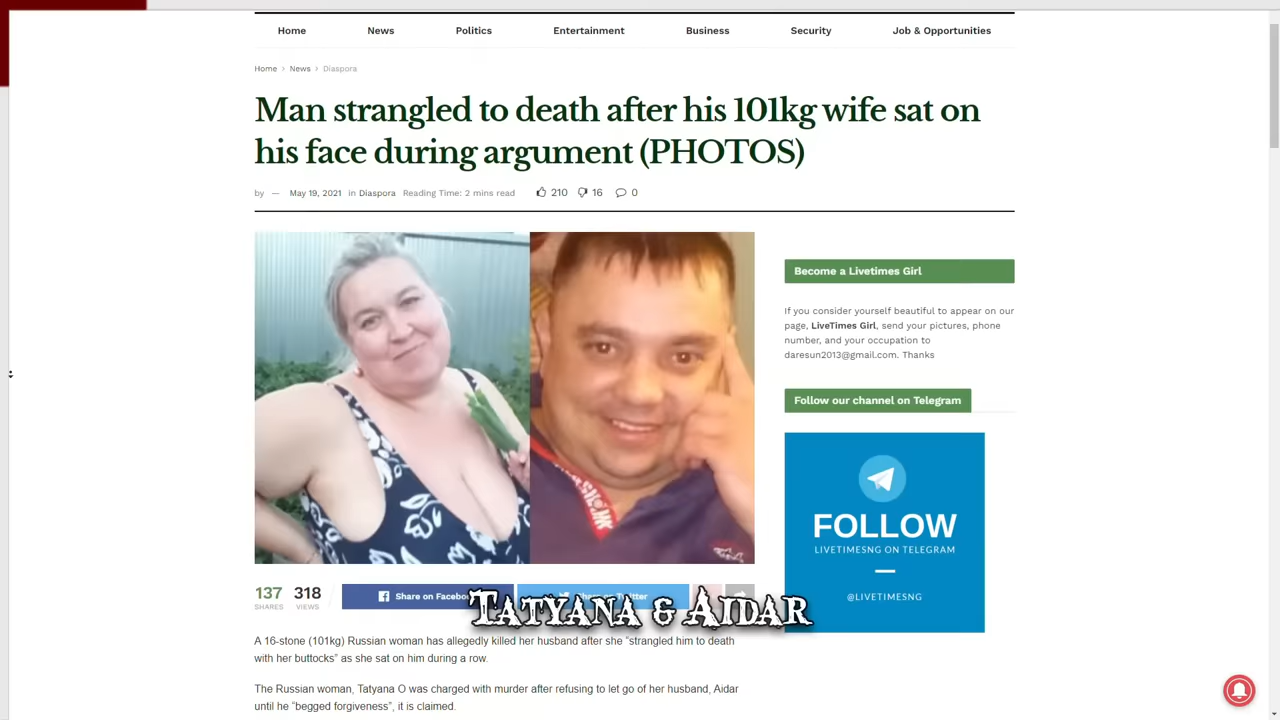 Home News Politics Entertainment Business Security Job & Opportunities
Home > News > Diaspora
Man strangled to death after his 101kg wife sat on
his face during argument (PHOTOS)
by — May 19, 2021 in Diaspora Reading Time: 2 mins read 210 16 0
Become a Livetimes Girl
If you consider yourself beautiful to appear on our
page, LiveTimes Girl, send your pictures, phone
number, and your occupation to
daresun2013@gmail.com. Thanks
Follow our channel on Telegram
FOLLOW
LIVETIMESNG ON TELEGRAM
@LIVETIMESNG
137 318
SHARES VIEWS
Share on Facebook
Twitter
Tatyana & Aidar
A 16-stone (101kg) Russian woman has allegedly killed her husband after she “strangled him to death
with her buttocks” as she sat on him during a row.
The Russian woman, Tatyana O was charged with murder after refusing to let go of her husband, Aidar
until he “begged forgiveness”, it is claimed.